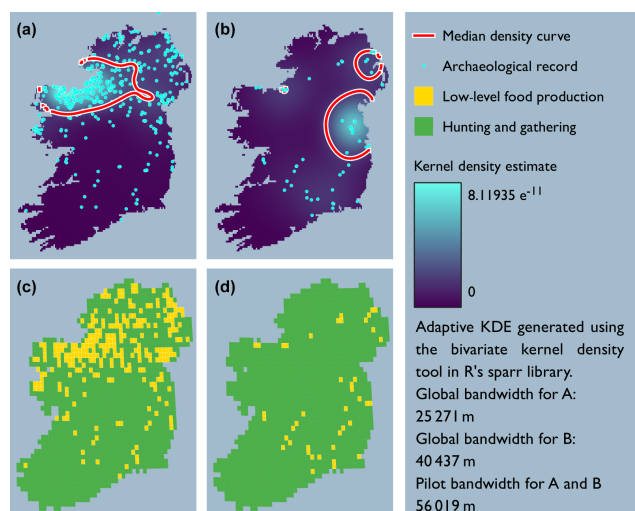 (a)
(b)
Median density curve
Archaeological record
Low-level food production
Hunting and gathering
Kernel density estimate
8.11935 e⁻¹¹
0
(c)
(d)
Adaptive KDE generated using
the bivariate kernel density
tool in R's sparr library.
Global bandwidth for A:
25 271 m
Global bandwidth for B:
40 437 m
Pilot bandwidth for A and B
56 019 m